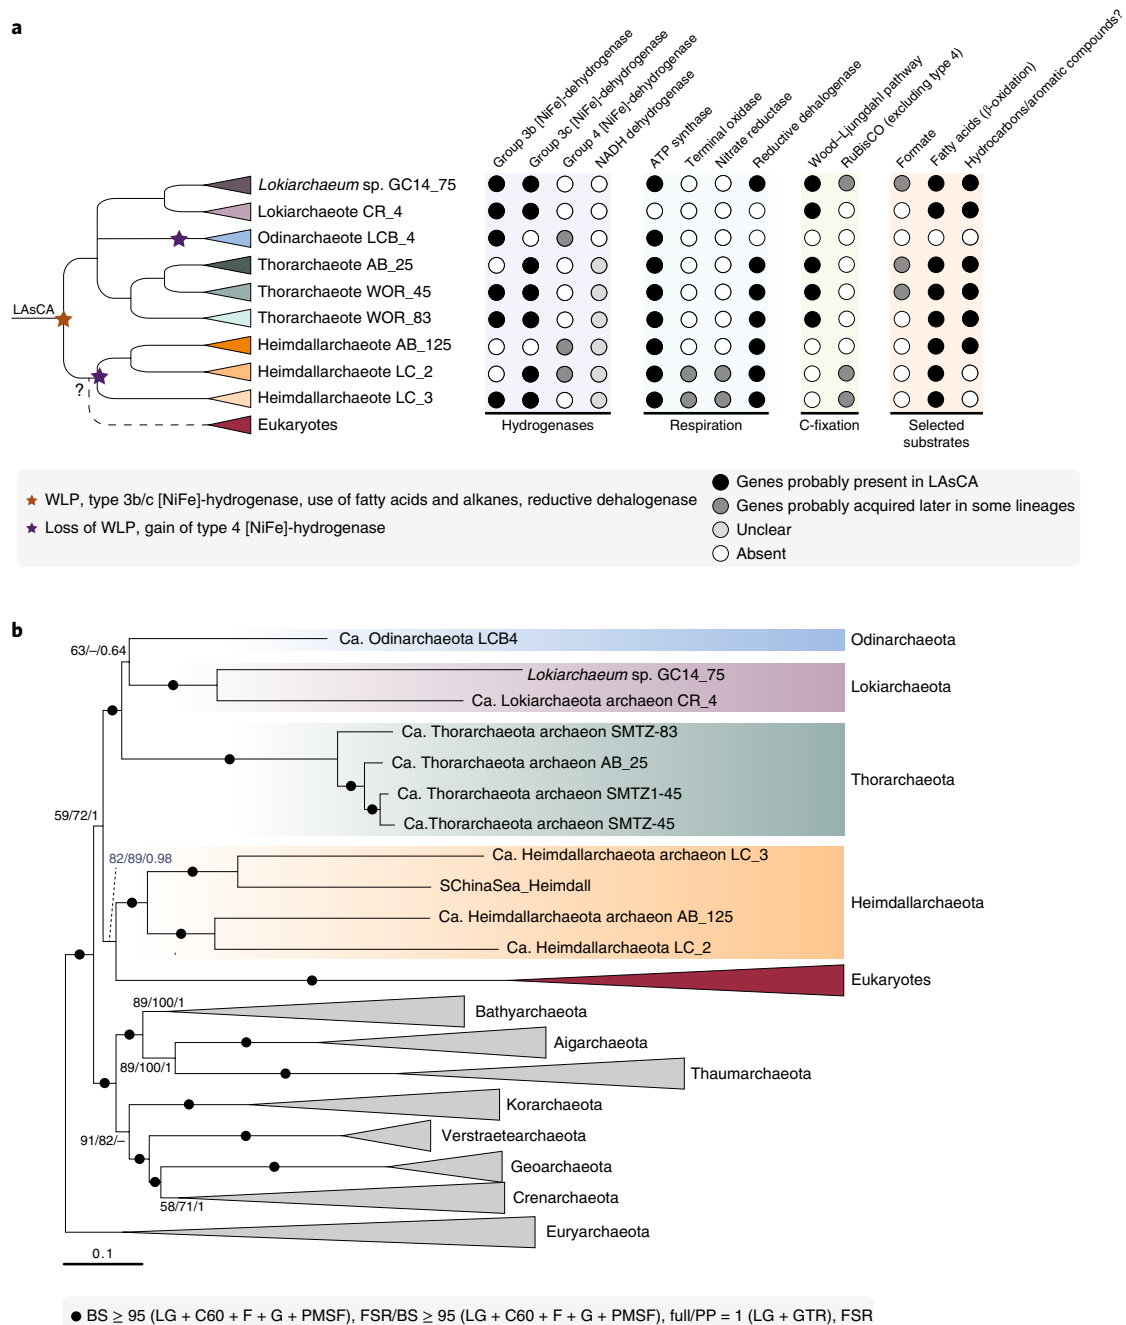 a
Group 3b [NiFe]-dehydrogenase
Group 3c [NiFe]-dehydrogenase
Group 4 [NiFe]-dehydrogenase
NADH dehydrogenase
ATP synthase
Terminal oxidase
Nitrate reductase
Reductive dehalogenase
Wood–Ljungdahl pathway
RuBisCO (excluding type 4)
Formate
Fatty acids (β-oxidation)
Hydrocarbons/aromatic compounds?
Lokiarchaeum sp. GC14_75
Lokiarchaeote CR_4
Odinarchaeote LCB_4
Thorarchaeote AB_25
Thorarchaeote WOR_45
LAsCA
Thorarchaeote WOR_83
Heimdallarchaeote AB_125
Heimdallarchaeote LC_2
?
Heimdallarchaeote LC_3
Eukaryotes
Hydrogenases
Respiration
C-fixation
Selected
substrates
WLP, type 3b/c [NiFe]-hydrogenase, use of fatty acids and alkanes, reductive dehalogenase
Loss of WLP, gain of type 4 [NiFe]-hydrogenase
Genes probably present in LAsCA
Genes probably acquired later in some lineages
Unclear
Absent
b
Ca. Odinarchaeota LCB4
Odinarchaeota
63/–/0.64
Lokiarchaeum sp. GC14_75
Ca. Lokiarchaeota archaeon CR_4
Lokiarchaeota
Ca. Thorarchaeota archaeon SMTZ-83
Ca. Thorarchaeota archaeon AB_25
Ca. Thorarchaeota archaeon SMTZ1-45
Ca.Thorarchaeota archaeon SMTZ-45
Thorarchaeota
59/72/1
82/89/0.98
Ca. Heimdallarchaeota archaeon LC_3
SChinaSea_Heimdall
Ca. Heimdallarchaeota archaeon AB_125
Ca. Heimdallarchaeota LC_2
Heimdallarchaeota
Eukaryotes
89/100/1
Bathyarchaeota
Aigarchaeota
89/100/1
Thaumarchaeota
Korarchaeota
91/82/–
Verstraetearchaeota
Geoarchaeota
Crenarchaeota
58/71/1
Euryarchaeota
0.1
BS ≥ 95 (LG + C60 + F + G + PMSF), FSR/BS ≥ 95 (LG + C60 + F + G + PMSF), full/PP = 1 (LG + GTR), FSR